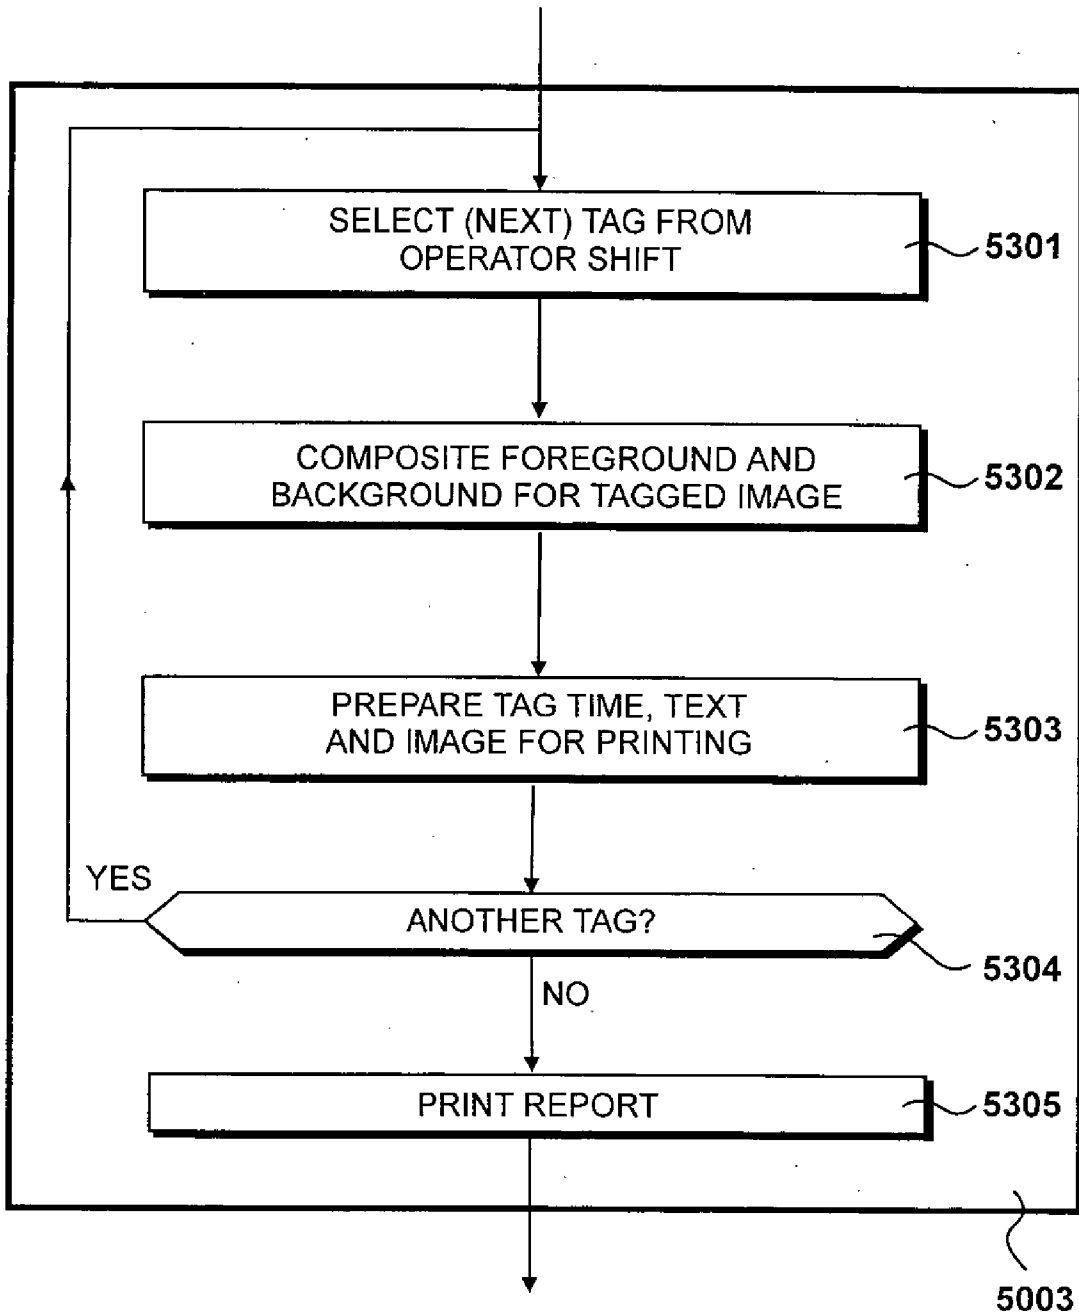 SELECT (NEXT) TAG FROM
OPERATOR SHIFT
5301
COMPOSITE FOREGROUND AND
BACKGROUND FOR TAGGED IMAGE
5302
PREPARE TAG TIME, TEXT
AND IMAGE FOR PRINTING
5303
YES
ANOTHER TAG?
5304
NO
PRINT REPORT
5305
5003